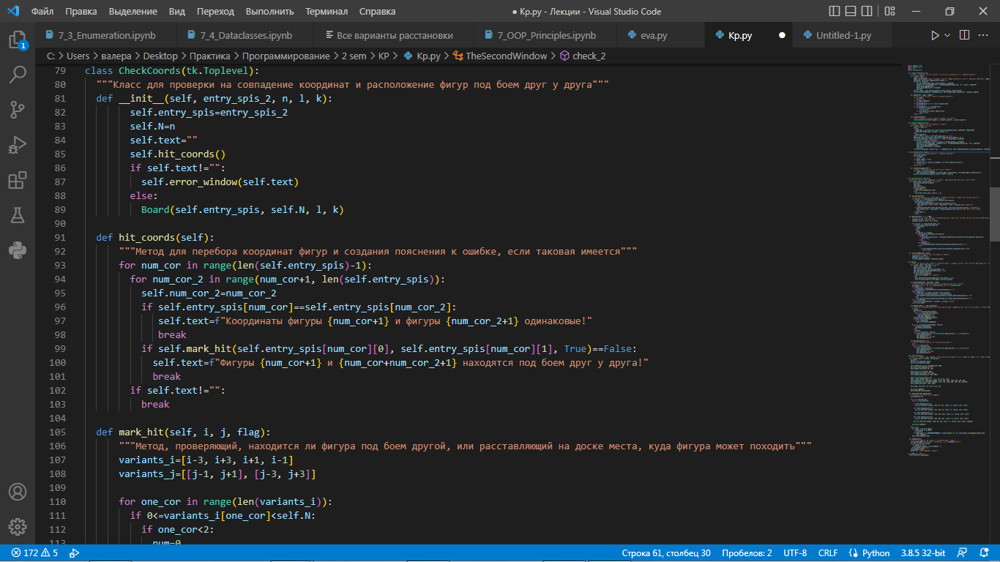 Файл Правка Выделение Вид Переход Выполнить Терминал Справка ● Кр.py - Лекции - Visual Studio Code
7_3_Enumeration.ipynb 7_4_Dataclasses.ipynb Все варианты расстановки 7_OOP_Principles.ipynb eva.py Кр.py Untitled-1.py
C: > Users > валера > Desktop > Практика > Программирование > 2 sem > КР > Кр.py > TheSecondWindow > check_2
79 class CheckCoords(tk.Toplevel):
80 """Класс для проверки на совпадение координат и расположение фигур под боем друг у друга"""
81 def __init__(self, entry_spis_2, n, l, k):
82 self.entry_spis=entry_spis_2
83 self.N=n
84 self.text=""
85 self.hit_coords()
86 if self.text!="":
87 self.error_window(self.text)
88 else:
89 Board(self.entry_spis, self.N, l, k)
90
91 def hit_coords(self):
92 """Метод для перебора координат фигур и создания пояснения к ошибке, если таковая имеется"""
93 for num_cor in range(len(self.entry_spis)-1):
94 for num_cor_2 in range(num_cor+1, len(self.entry_spis)):
95 self.num_cor_2=num_cor_2
96 if self.entry_spis[num_cor]==self.entry_spis[num_cor_2]:
97 self.text=f"Координаты фигуры {num_cor+1} и фигуры {num_cor_2+1} одинаковые!"
98 break
99 if self.mark_hit(self.entry_spis[num_cor][0], self.entry_spis[num_cor][1], True)==False:
100 self.text=f"Фигуры {num_cor+1} и {num_cor+num_cor_2+1} находятся под боем друг у друга!"
101 break
102 if self.text!="":
103 break
104
105 def mark_hit(self, i, j, flag):
106 """Метод, проверяющий, находится ли фигура под боем другой, или расставляющий на доске места, куда фигура может походить"""
107 variants_i=[i-3, i+3, i+1, i-1]
108 variants_j=[[j-1, j+1], [j-3, j+3]]
109
110 for one_cor in range(len(variants_i)):
111 if 0<=variants_i[one_cor]<self.N:
112 if one_cor<2:
113 num=0
1
172 5 Строка 61, столбец 30 Пробелов: 2 UTF-8 CRLF Python 3.8.5 32-bit